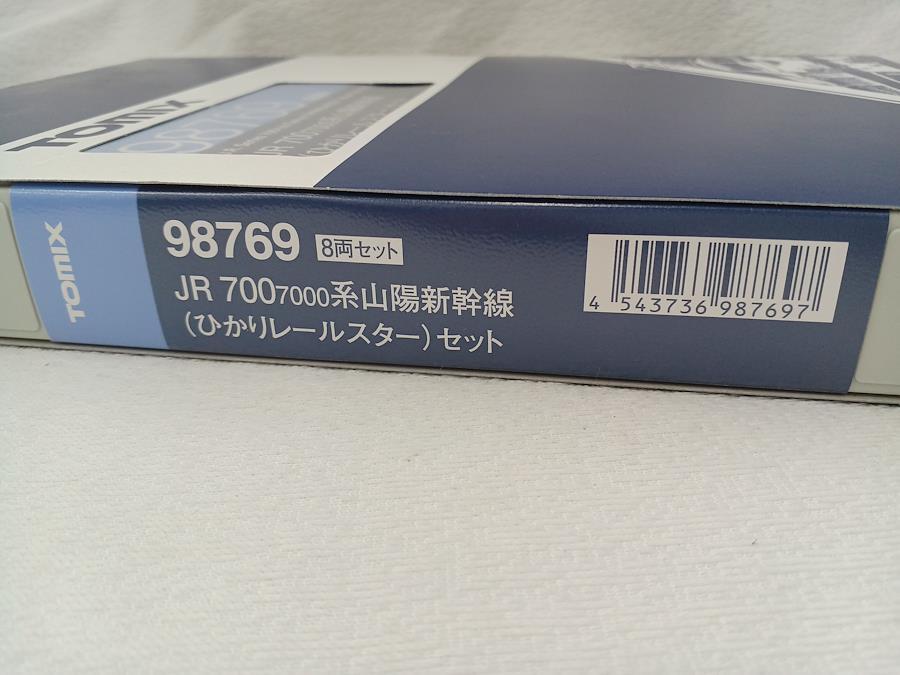 TOMIX
98769
TOMIX
98769 8両セット
JR 7007000系山陽新幹線
(ひかりレールスター)セット
4 543736 987697